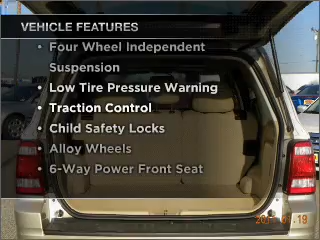 VEHICLE FEATURES
• Four Wheel Independent
Suspension
• Low Tire Pressure Warning
• Traction Control
• Child Safety Locks
• Alloy Wheels
• 6-Way Power Front Seat